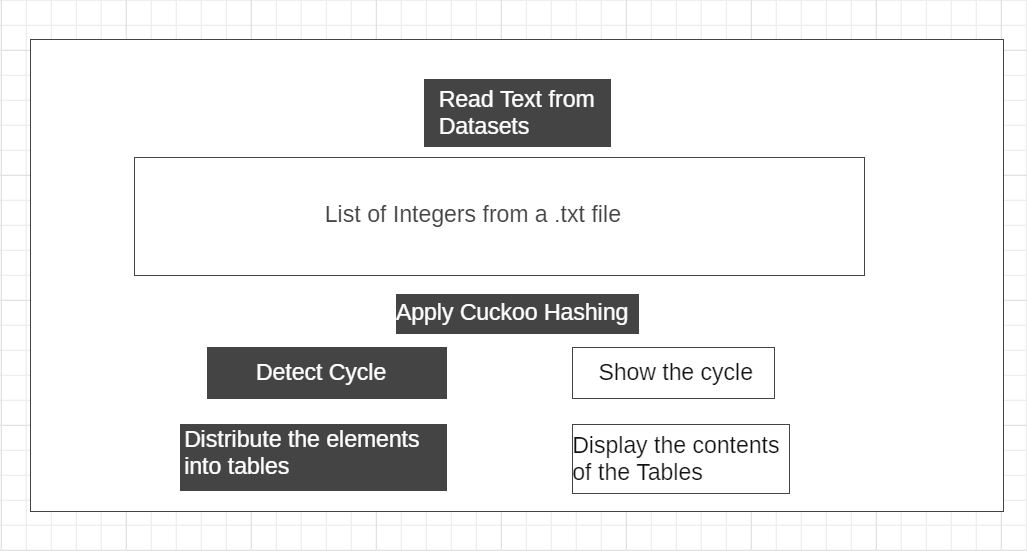 Read Text from
Datasets
List of Integers from a .txt file
Apply Cuckoo Hashing
Detect Cycle
Show the cycle
Distribute the elements
into tables
Display the contents
of the Tables